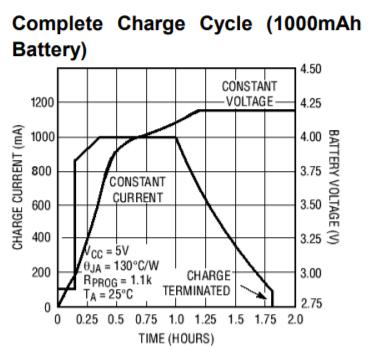 Complete Charge Cycle (1000mAh
Battery)
4.50
CONSTANT
VOLTAGE
1200
4.25
1000
4.00
CHARGE CURRENT (mA)
BATTERY VOLTAGE (V)
800
3.75
CONSTANT
CURRENT
600
3.50
400
3.25
VCC = 5V
θJA = 130°C/W
RPROG = 1.1k
TA = 25°C
200
CHARGE
TERMINATED
3.00
0
2.75
0 0.25 0.5 0.75 1.0 1.25 1.5 1.75 2.0
TIME (HOURS)